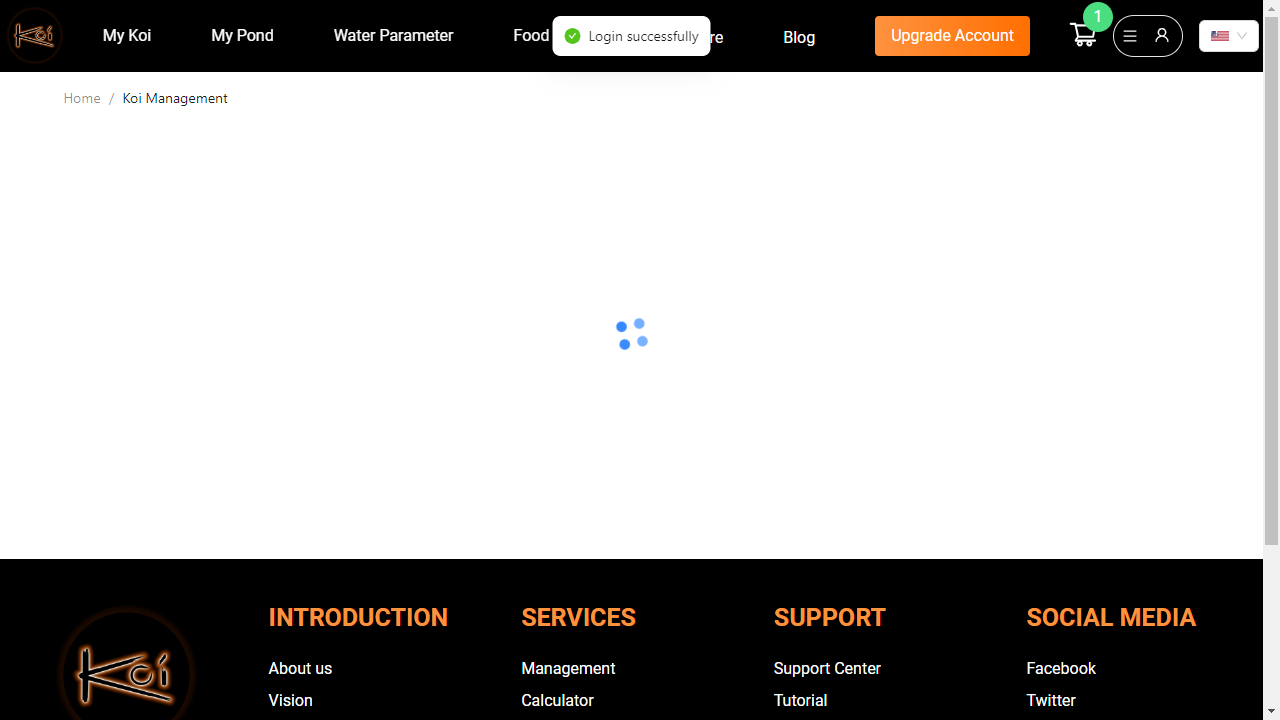 Koi
My Koi
My Pond
Water Parameter
Food
Login successfully
re
Blog
Upgrade Account
1
Home / Koi Management
Koí
INTRODUCTION
SERVICES
SUPPORT
SOCIAL MEDIA
About us
Management
Support Center
Facebook
Vision
Calculator
Tutorial
Twitter